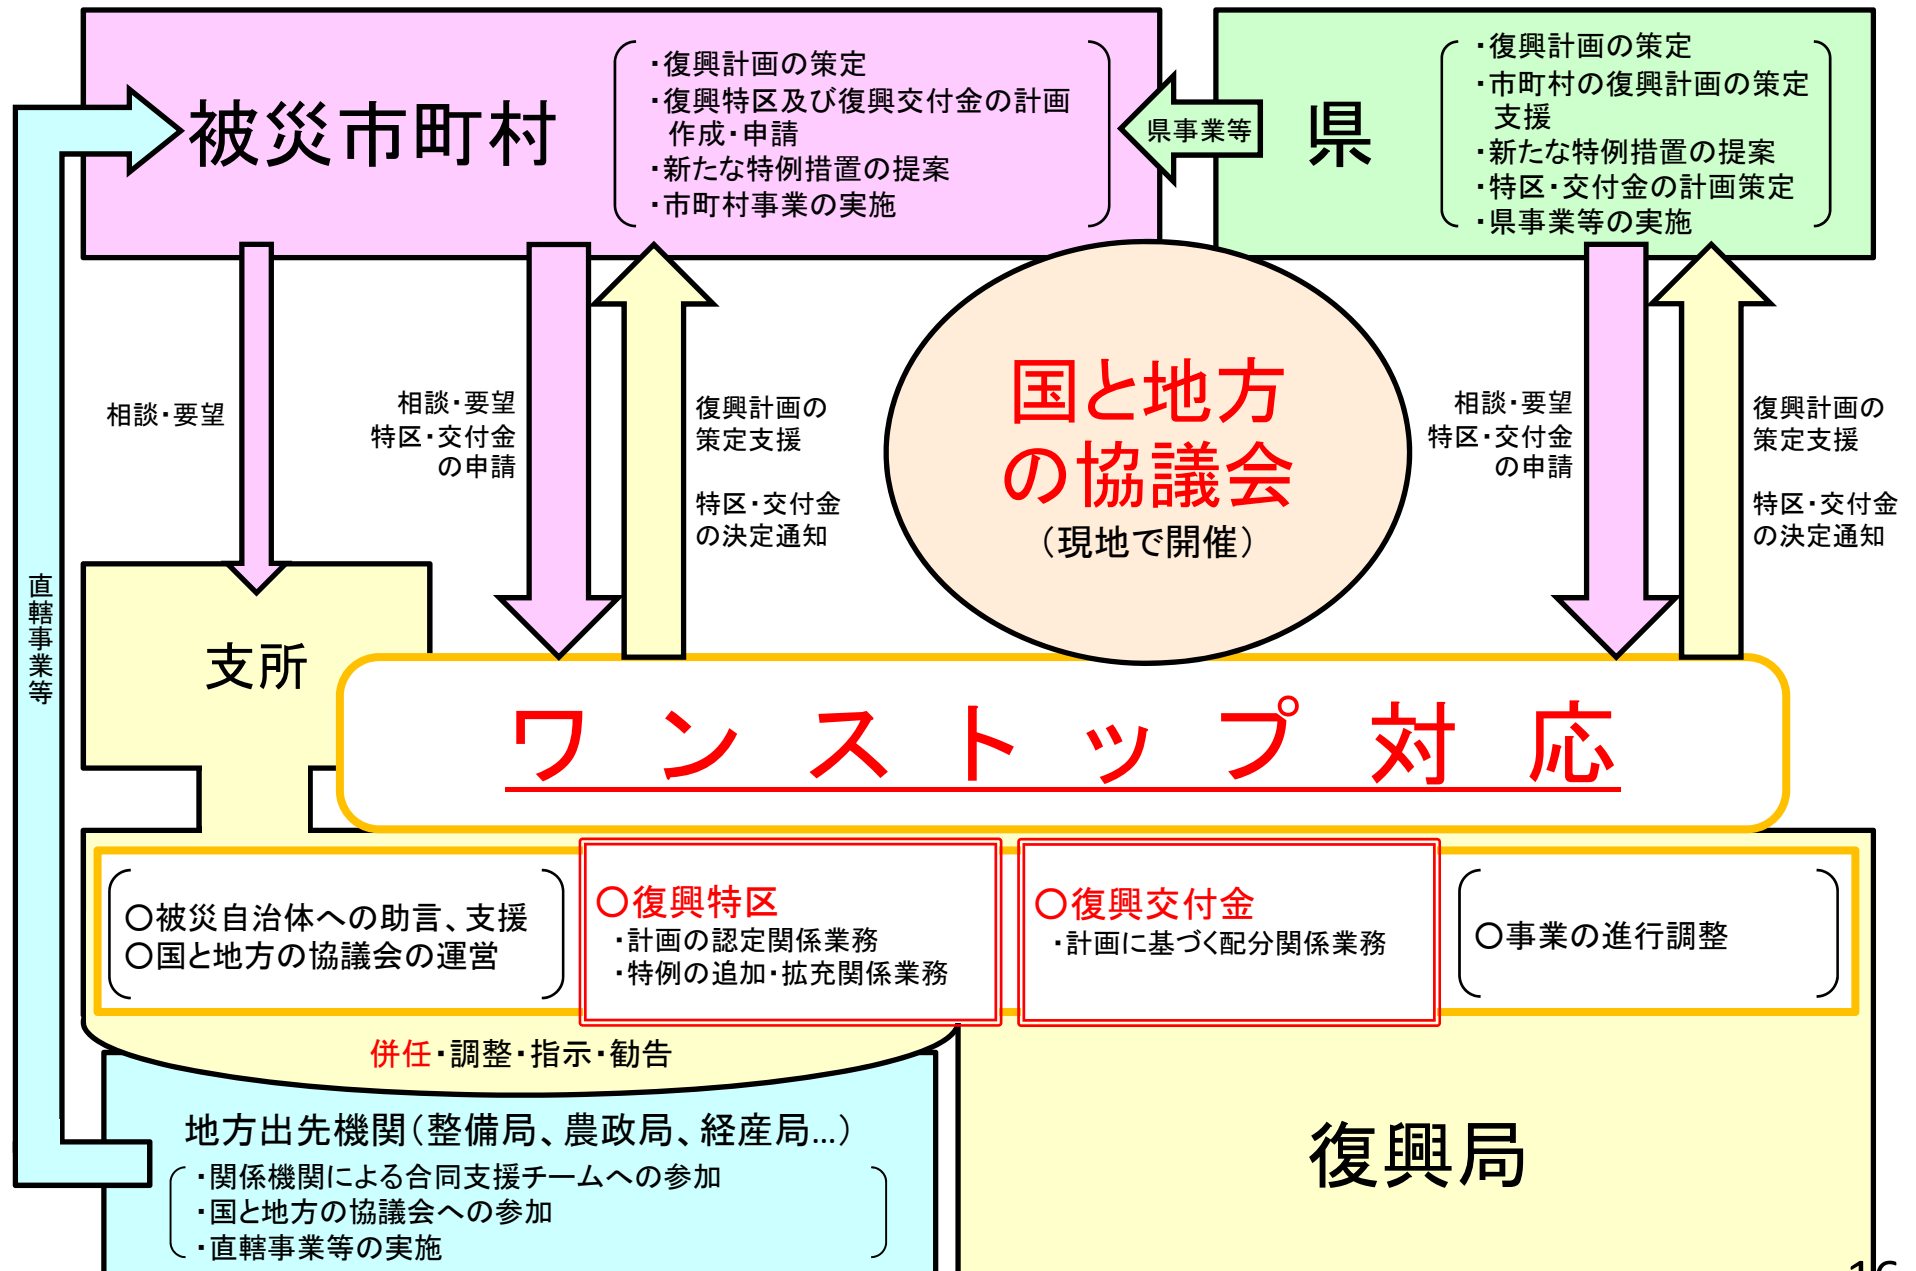 被災市町村
・復興計画の策定
・復興特区及び復興交付金の計画
作成・申請
・新たな特例措置の提案
・市町村事業の実施
県事業等
県
・復興計画の策定
・市町村の復興計画の策定
支援
・新たな特例措置の提案
・特区・交付金の計画策定
・県事業等の実施
相談・要望
相談・要望
特区・交付金
の申請
復興計画の
策定支援
特区・交付金
の決定通知
国と地方
の協議会
（現地で開催）
相談・要望
特区・交付金
の申請
復興計画の
策定支援
特区・交付金
の決定通知
直轄事業等
支所
ワンストップ対応
○被災自治体への助言、支援
○国と地方の協議会の運営
○復興特区
・計画の認定関係業務
・特例の追加・拡充関係業務
○復興交付金
・計画に基づく配分関係業務
○事業の進行調整
併任・調整・指示・勧告
地方出先機関（整備局、農政局、経産局…）
・関係機関による合同支援チームへの参加
・国と地方の協議会への参加
・直轄事業等の実施
復興局